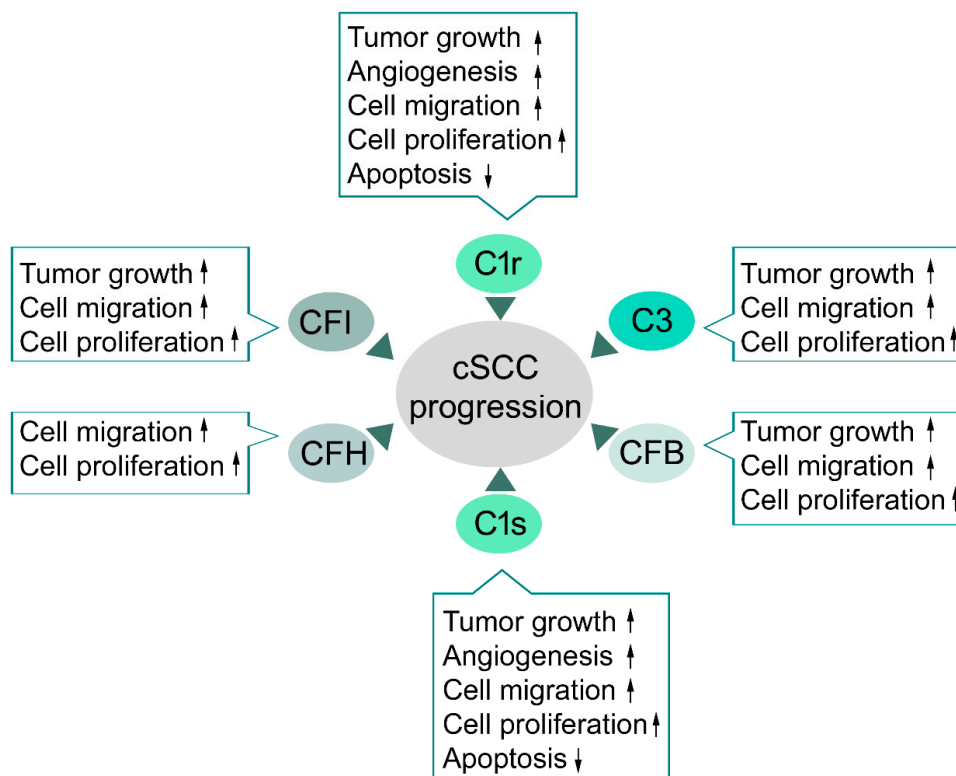 Tumor growth ↑
Angiogenesis ↑
Cell migration ↑
Cell proliferation ↑
Apoptosis ↓
C1r
Tumor growth ↑
Cell migration ↑
Cell proliferation ↑
CFI
C3
Tumor growth ↑
Cell migration ↑
Cell proliferation ↑
cSCC
progression
Cell migration ↑
Cell proliferation ↑
CFH
CFB
Tumor growth ↑
Cell migration ↑
Cell proliferation ↑
C1s
Tumor growth ↑
Angiogenesis ↑
Cell migration ↑
Cell proliferation ↑
Apoptosis ↓